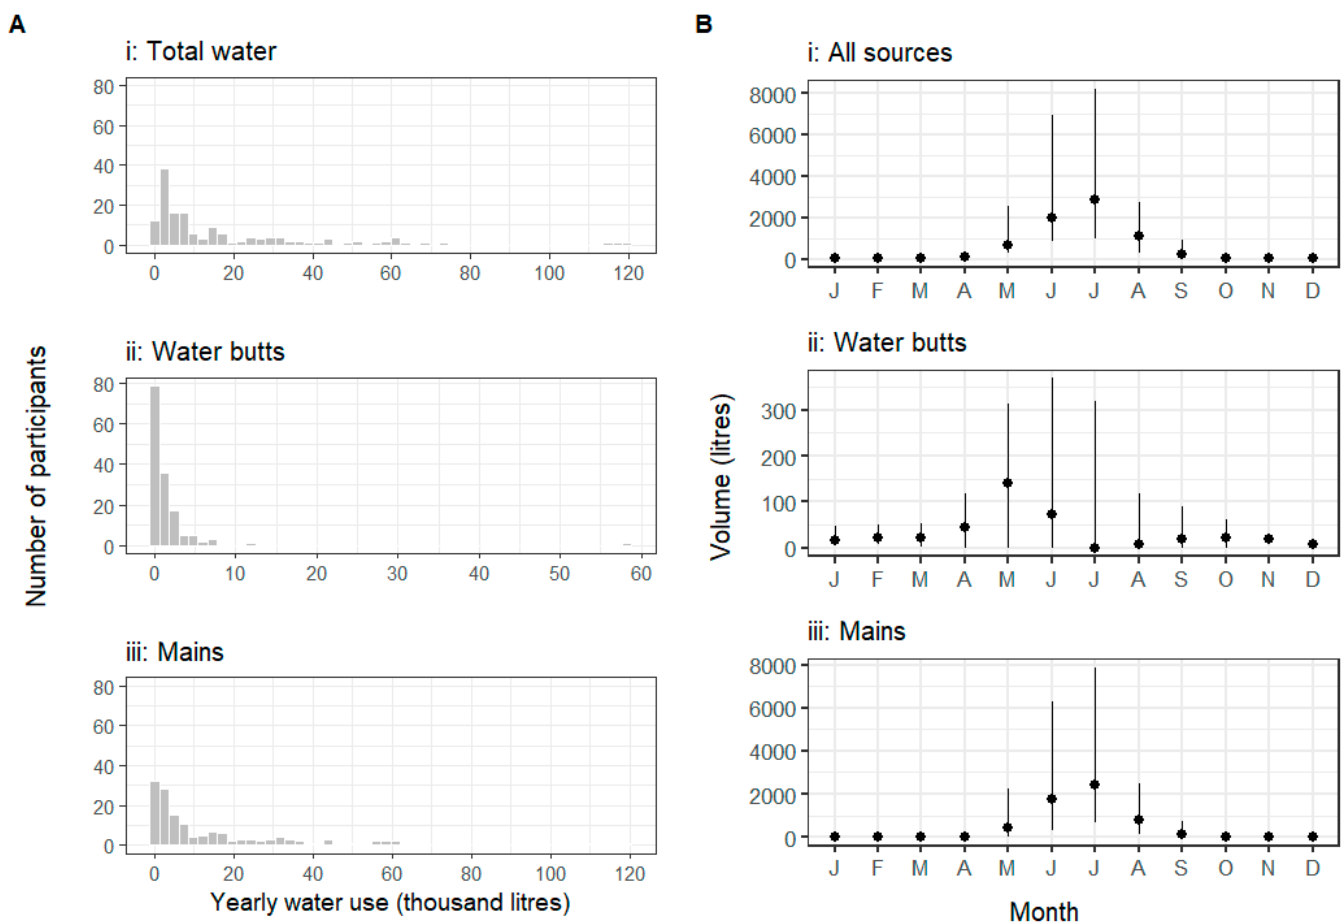 A
i: Total water
80
60
40
20
0
0 20 40 60 80 100 120
ii: Water butts
80
60
40
20
0
0 10 20 30 40 50 60
iii: Mains
80
60
40
20
0
0 20 40 60 80 100 120
Number of participants
Yearly water use (thousand litres)
B
i: All sources
8000
6000
4000
2000
0
J F M A M J J A S O N D
ii: Water butts
300
200
100
0
J F M A M J J A S O N D
iii: Mains
8000
6000
4000
2000
0
J F M A M J J A S O N D
Volume (litres)
Month